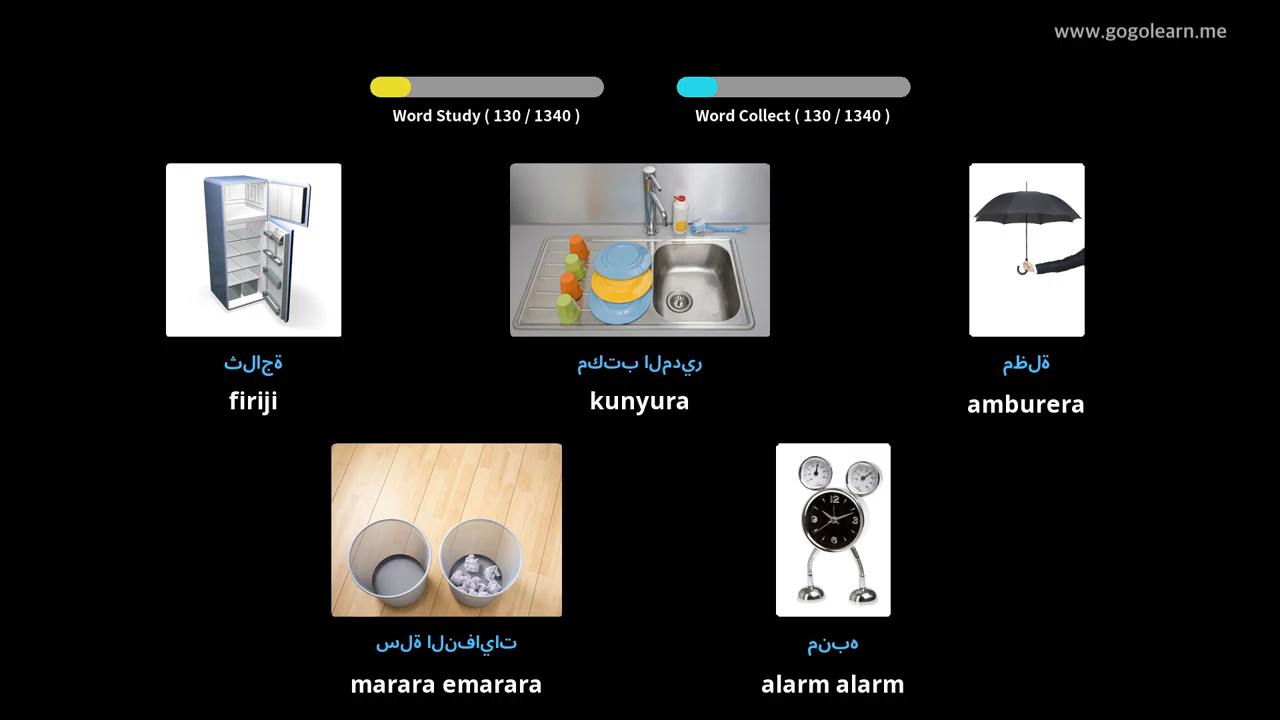 www.gogolearn.me
Word Study ( 130 / 1340 )
Word Collect ( 130 / 1340 )
ثلاجة
firiji
مكتب المدير
kunyura
مظلة
amburera
سلة النفايات
marara emarara
منبه
alarm alarm